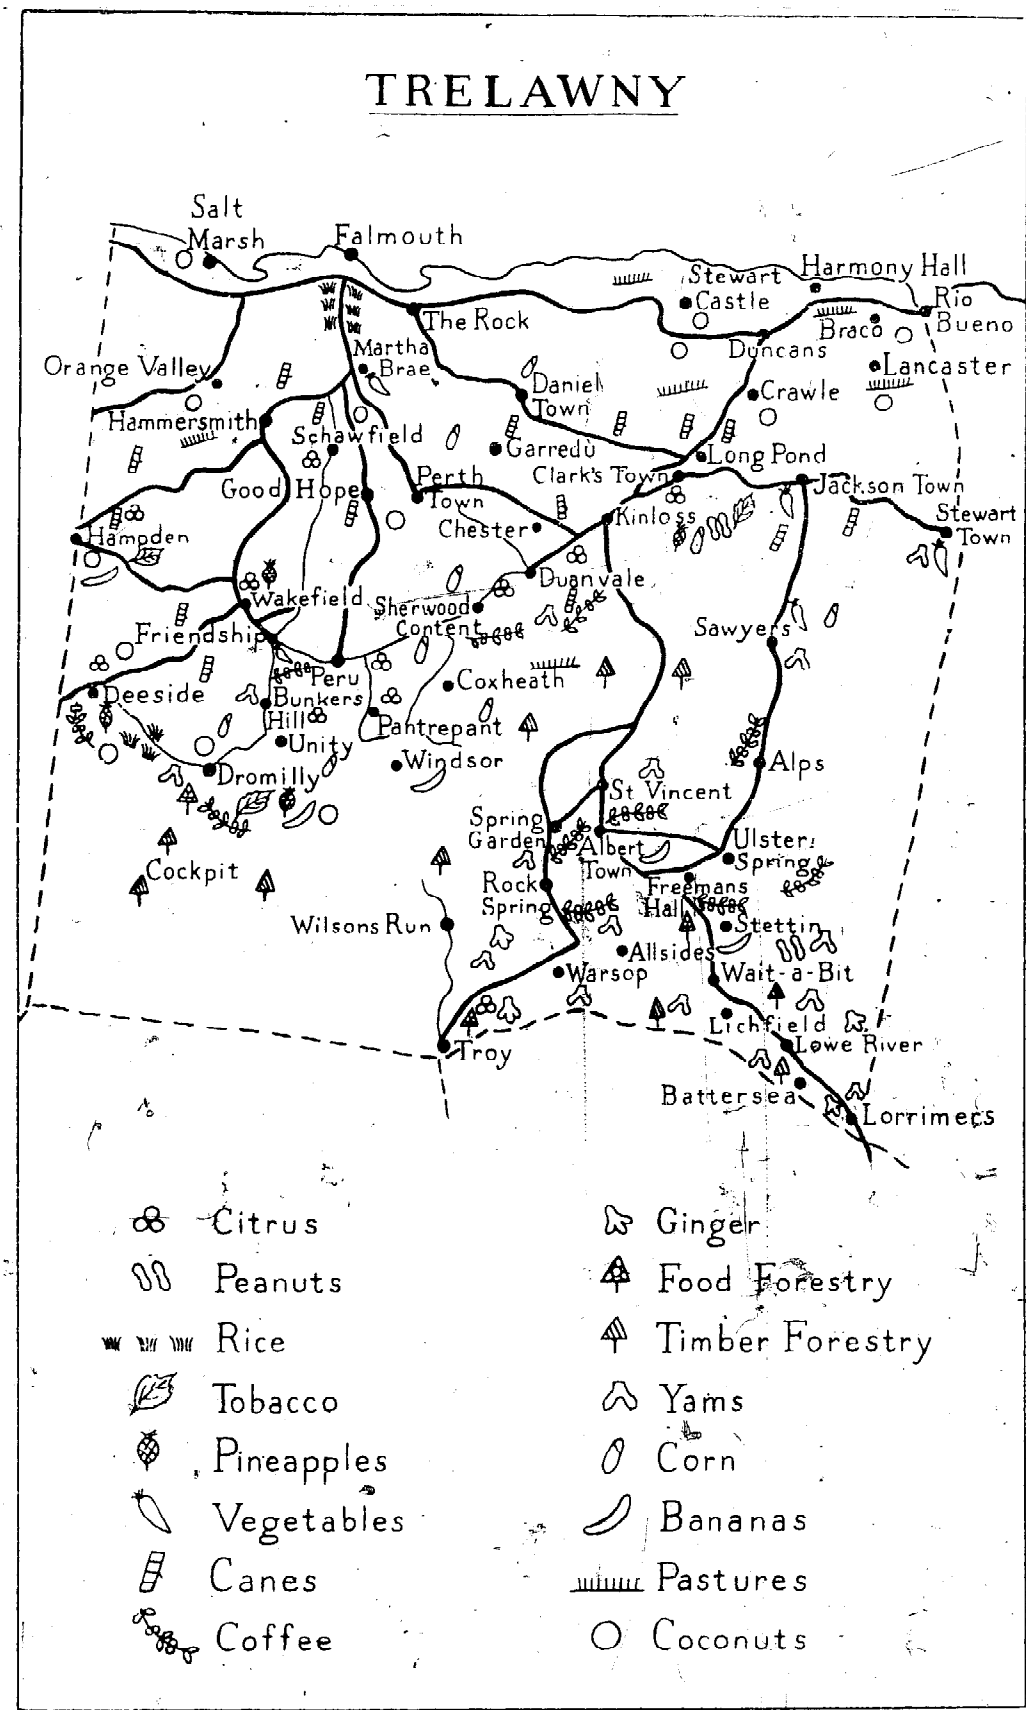 TRELAWNY
Salt
Marsh
Falmouth
Stewart
Castle
Harmony Hall
Rio
Bueno
The Rock
Braco
Duncans
Martha
Brae
Orange Valley
Lancaster
Daniel
Town
Crawle
Hammersmith
Schawfield
Garredu
Long Pond
Clark's Town
Perth
Town
Good Hope
Jackson Town
Kinloss
Chester
Stewart
Town
Hampden
Duanvale
Wakefield
Sherwood
Content
Friendship
Sawyers
Peru
Coxheath
Deeside
Bunkers
Hill
Pantrepant
Unity
Windsor
Dromilly
Alps
St Vincent
Spring
Garden
Albert
Town
Ulster
Spring
Cockpit
Rock
Spring
Freemans
Hall
Wilsons Run
Stettin
Allsides
Warsop
Wait-a-Bit
Lichfield
Lowe River
Troy
Battersea
Lorrimers
Citrus
Peanuts
Rice
Tobacco
Pineapples
Vegetables
Canes
Coffee
Ginger
Food Forestry
Timber Forestry
Yams
Corn
Bananas
Pastures
Coconuts